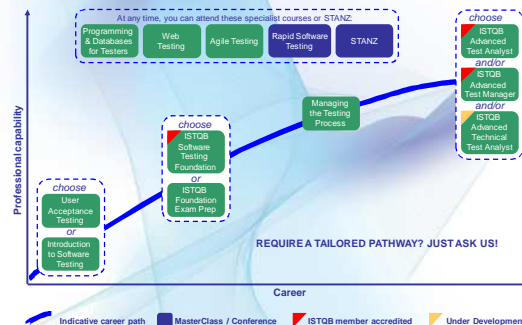 At any time, you can attend these specialist courses or STANZ:
Programming
& Databases
for Testers
Web
Testing
Agile Testing
Rapid Software
Testing
STANZ
choose
ISTQB
Advanced
Test Analyst
and/or
ISTQB
Advanced
Test Manager
and/or
ISTQB
Advanced
Technical
Test Analyst
Managing
the Testing
Process
choose
ISTQB
Software
Testing
Foundation
or
ISTQB
Foundation
Exam Prep
choose
User
Acceptance
Testing
or
Introduction
to Software
Testing
Professional capability
REQUIRE A TAILORED PATHWAY? JUST ASK US!
Career
Indicative career path
MasterClass / Conference
ISTQB member accredited
Under Developmen